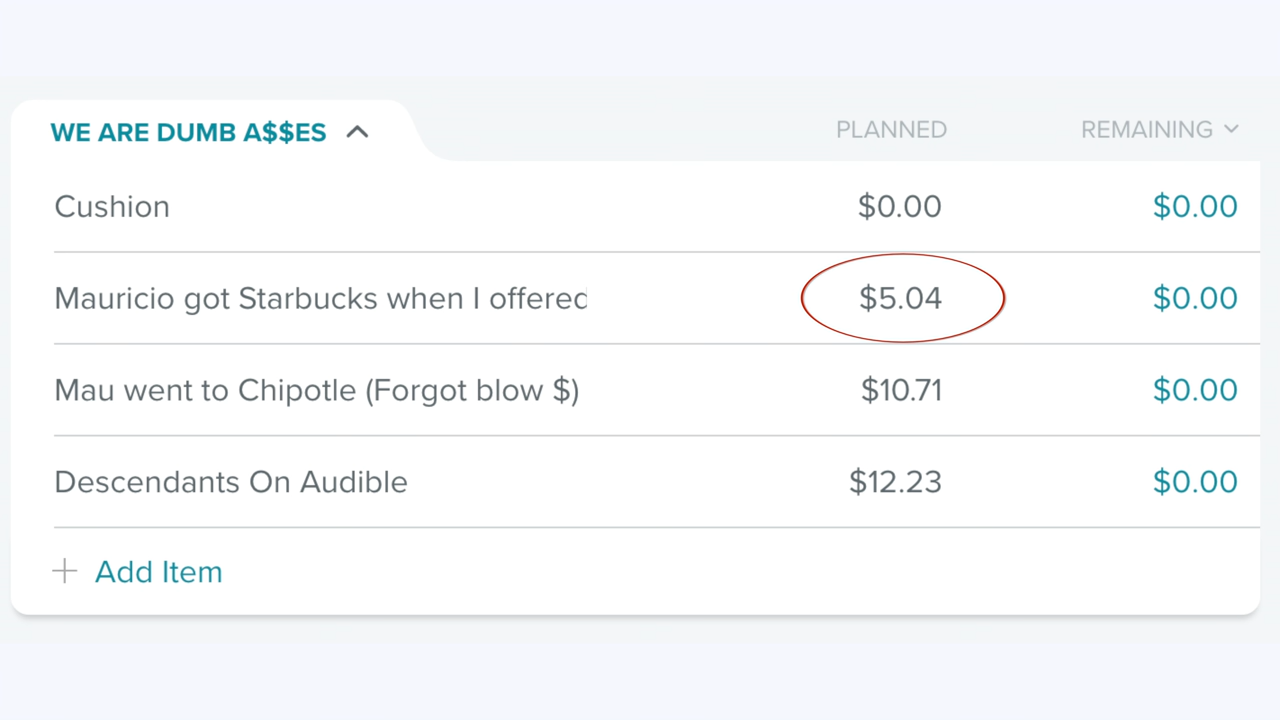 WE ARE DUMB A$$ES PLANNED REMAINING
Cushion $0.00 $0.00
Mauricio got Starbucks when I offered $5.04 $0.00
Mau went to Chipotle (Forgot blow $) $10.71 $0.00
Descendants On Audible $12.23 $0.00
+ Add Item